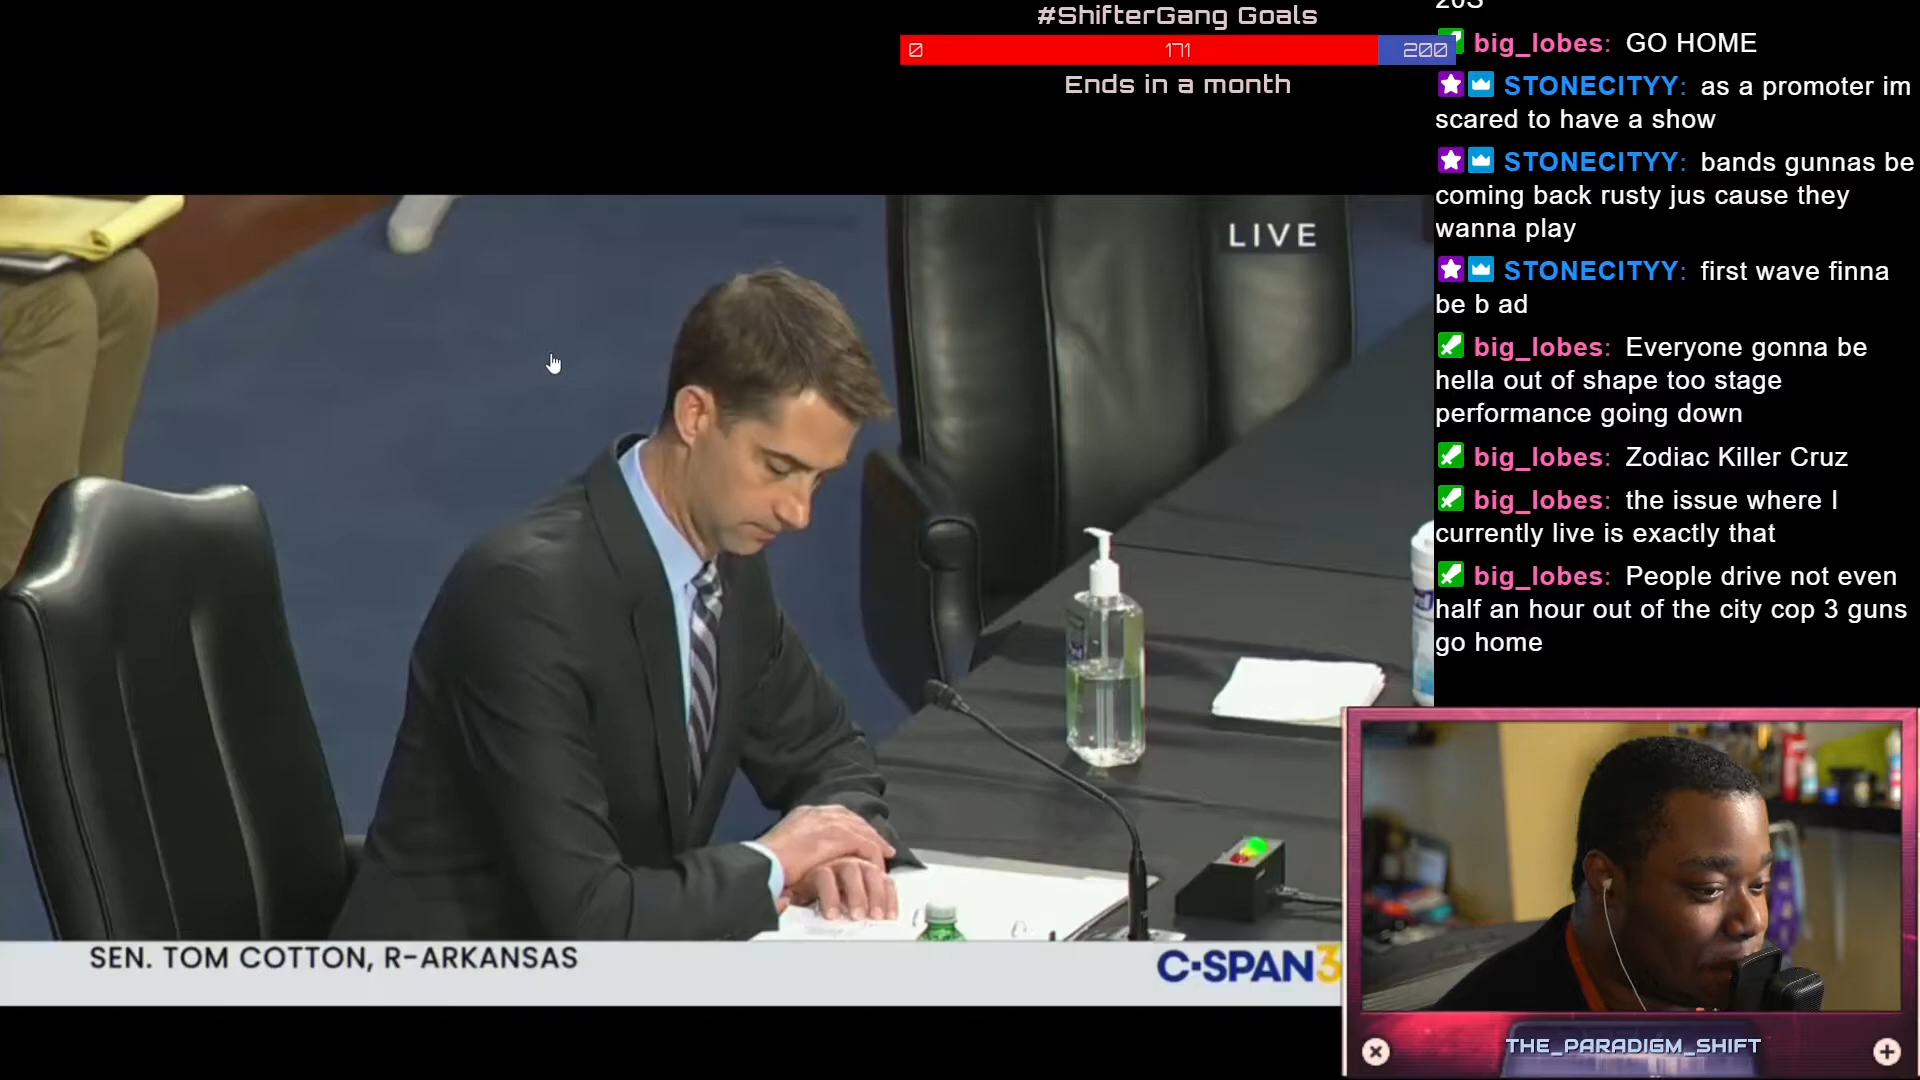 #ShifterGang Goals
0 171 200
Ends in a month
big_lobes: GO HOME
STONECITYY: as a promoter im
scared to have a show
STONECITYY: bands gunnas be
coming back rusty jus cause they
wanna play
STONECITYY: first wave finna
be b ad
big_lobes: Everyone gonna be
hella out of shape too stage
performance going down
big_lobes: Zodiac Killer Cruz
big_lobes: the issue where I
currently live is exactly that
big_lobes: People drive not even
half an hour out of the city cop 3 guns
go home
LIVE
SEN. TOM COTTON, R-ARKANSAS
C-SPAN3
THE_PARADIGM_SHIFT